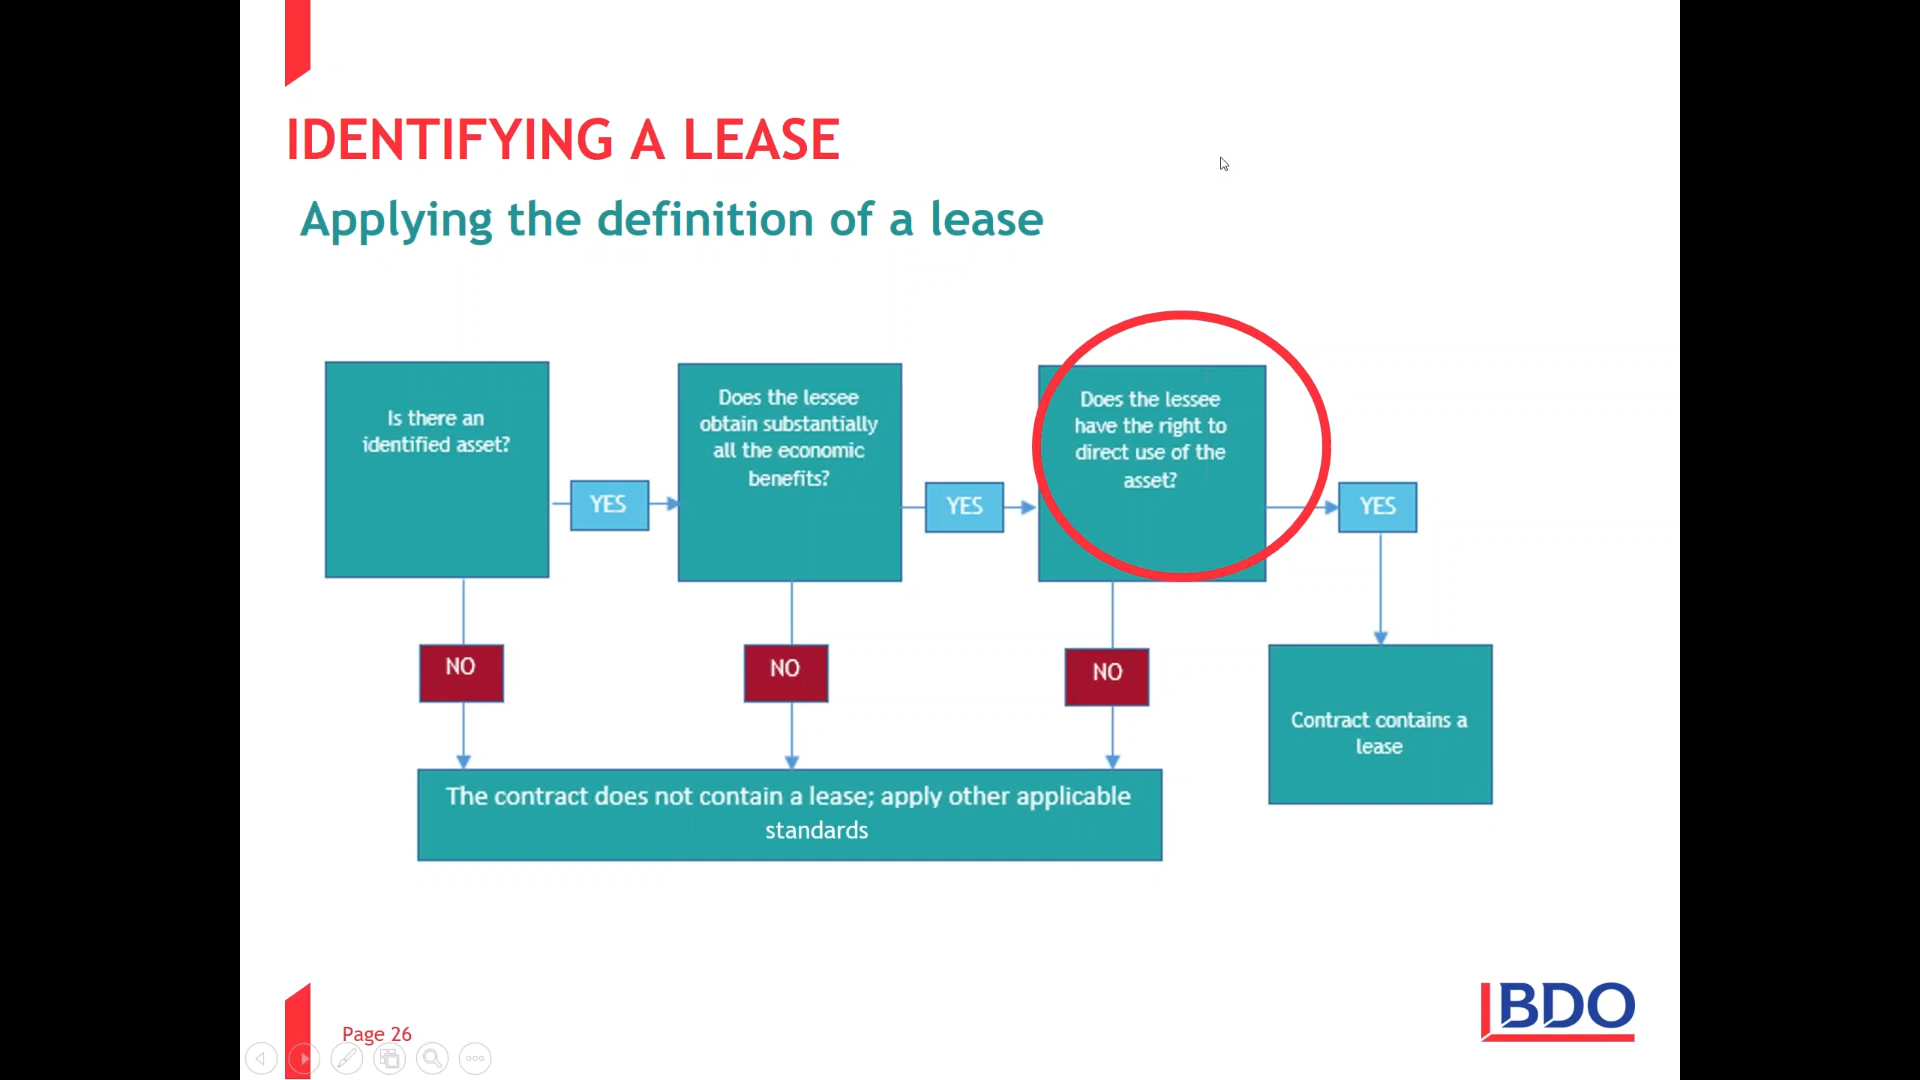 IDENTIFYING A LEASE
Applying the definition of a lease
Is there an
identified asset?
YES
Does the lessee
obtain substantially
all the economic
benefits?
YES
Does the lessee
have the right to
direct use of the
asset?
YES
NO
NO
NO
Contract contains a
lease
The contract does not contain a lease; apply other applicable
standards
Page 26
BDO